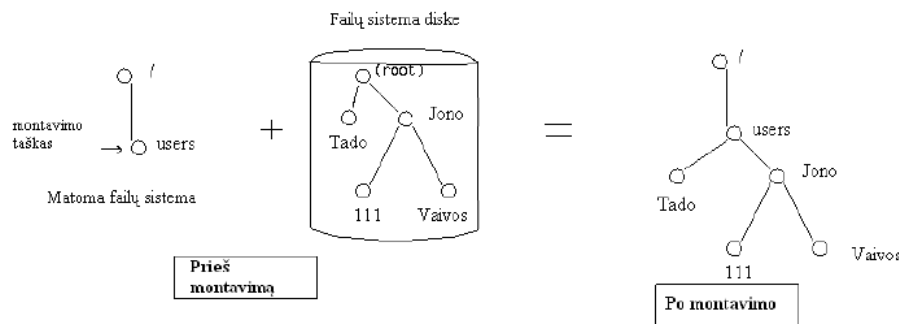 Failų sistema diske
/
montavimo
taškas
→ users
Matoma failų sistema
+
(root)
Tado
Jono
111
Vaivos
=
/
users
Tado
Jono
111
Vaivos
Prieš
montavimą
Po montavimo